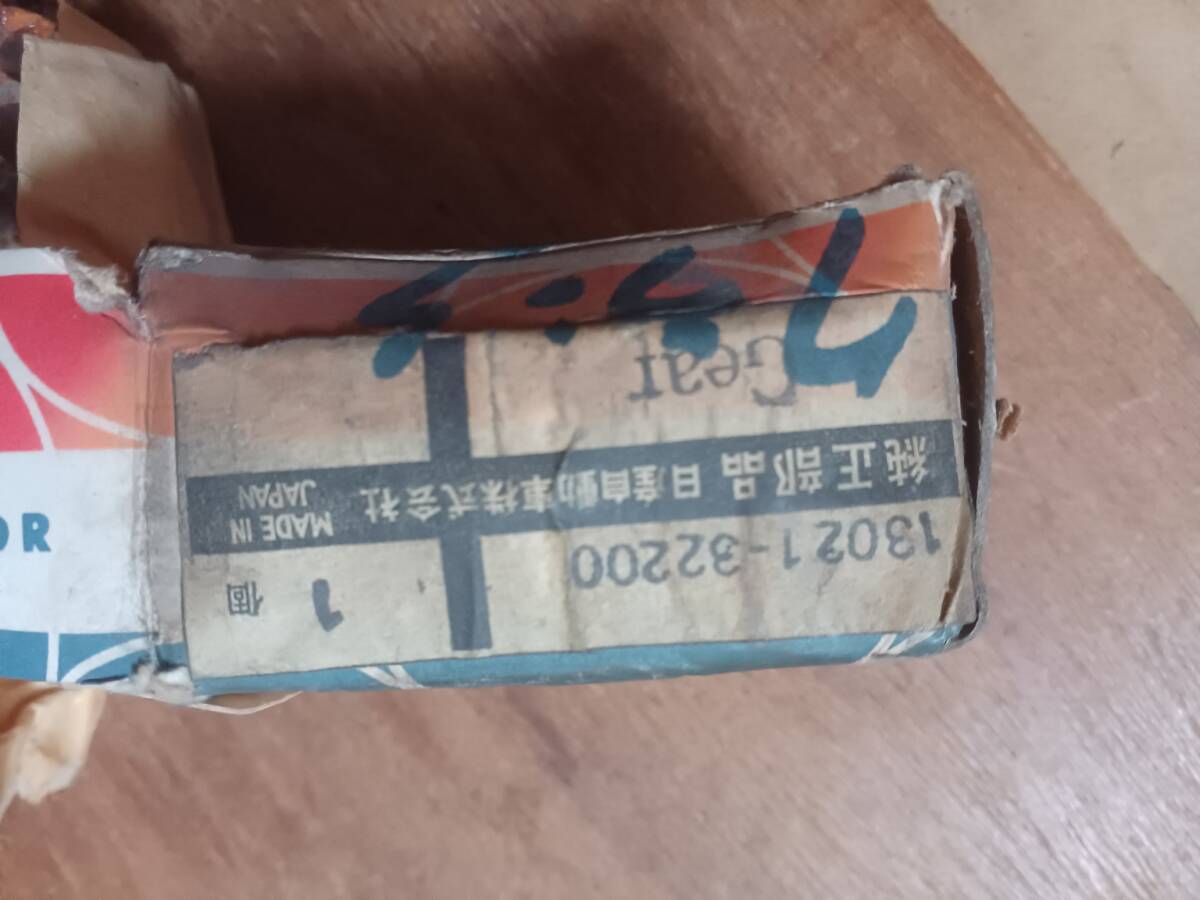 13021-32200
1 個
純正部品 日産自動車株式会社
MADE IN
JAPAN
Gear
OR